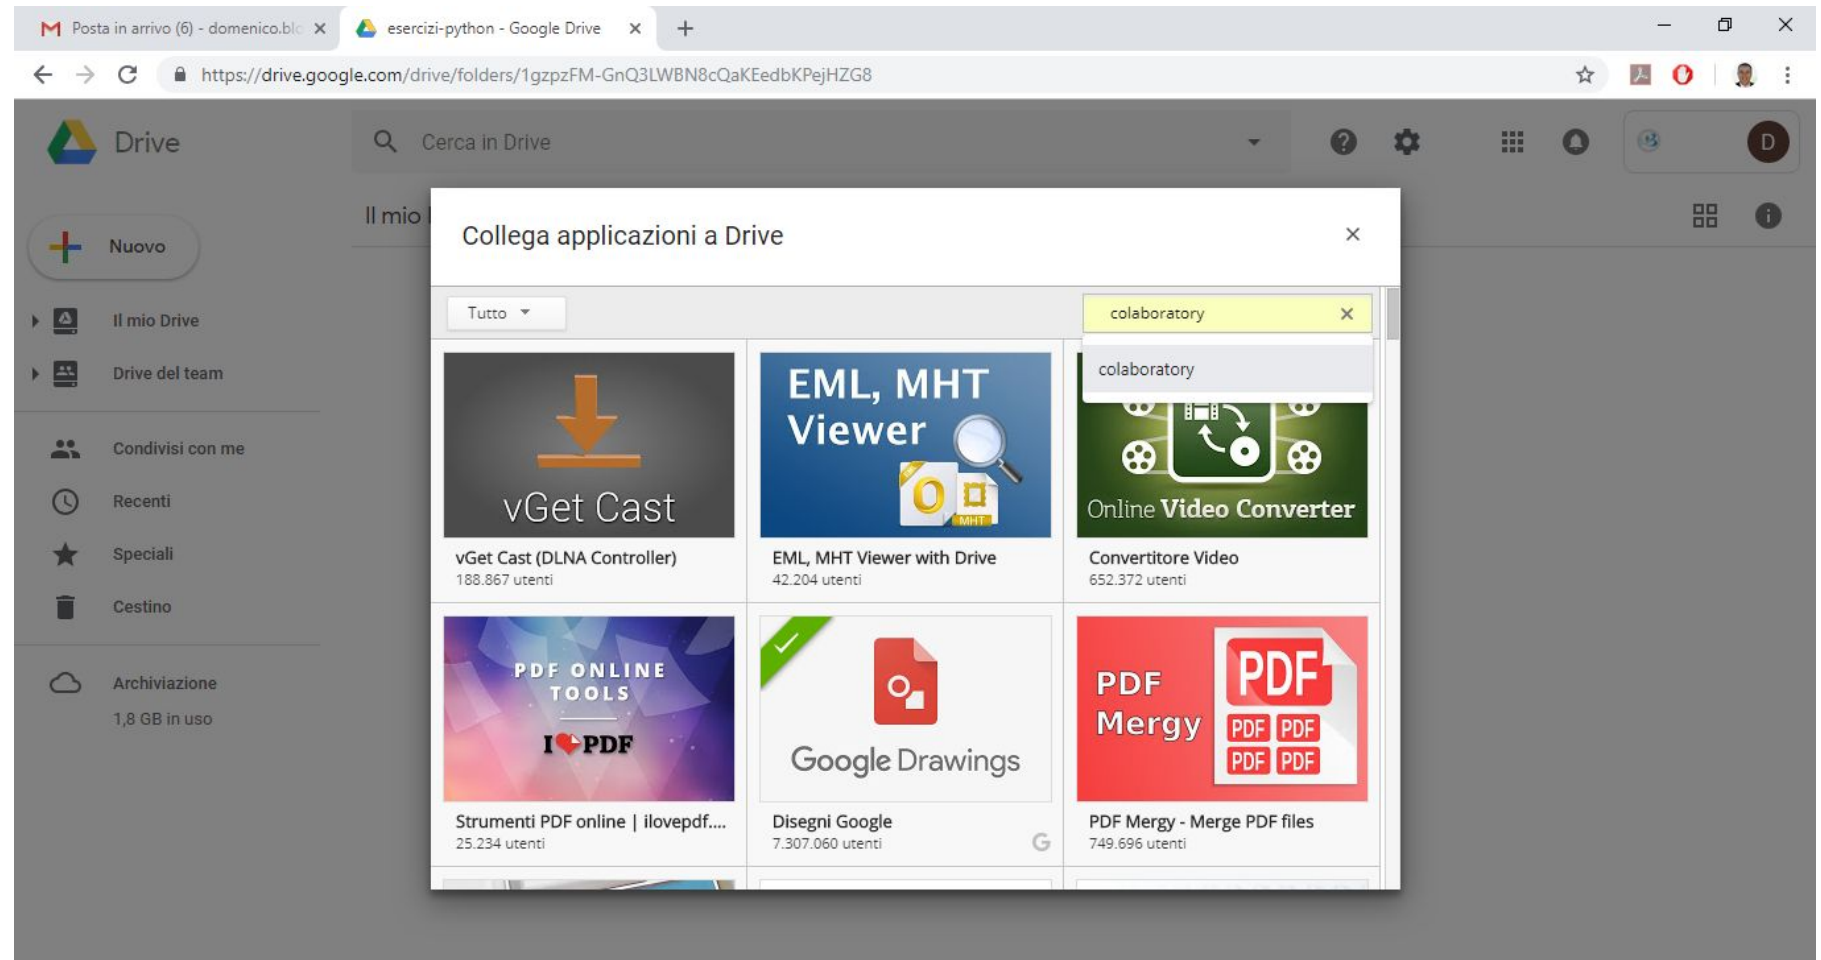 Posta in arrivo (6) - domenico.blo
esercizi-python - Google Drive
https://drive.google.com/drive/folders/1gzpzFM-GnQ3LWBN8cQaKEedbKPejHZG8
Drive
Cerca in Drive
D
Il mio
Nuovo
Collega applicazioni a Drive
Tutto
colaboratory
colaboratory
Il mio Drive
Drive del team
Condivisi con me
Recenti
Speciali
Cestino
Archiviazione
1,8 GB in uso
vGet Cast
EML, MHT
Viewer
MHT
Online Video Converter
vGet Cast (DLNA Controller)
188.867 utenti
EML, MHT Viewer with Drive
42.204 utenti
Convertitore Video
652.372 utenti
PDF ONLINE
TOOLS
I PDF
Google Drawings
PDF
Mergy
PDF
PDF PDF
PDF PDF
Strumenti PDF online | ilovepdf....
25.234 utenti
Disegni Google
7.307.060 utenti
G
PDF Mergy - Merge PDF files
749.696 utenti